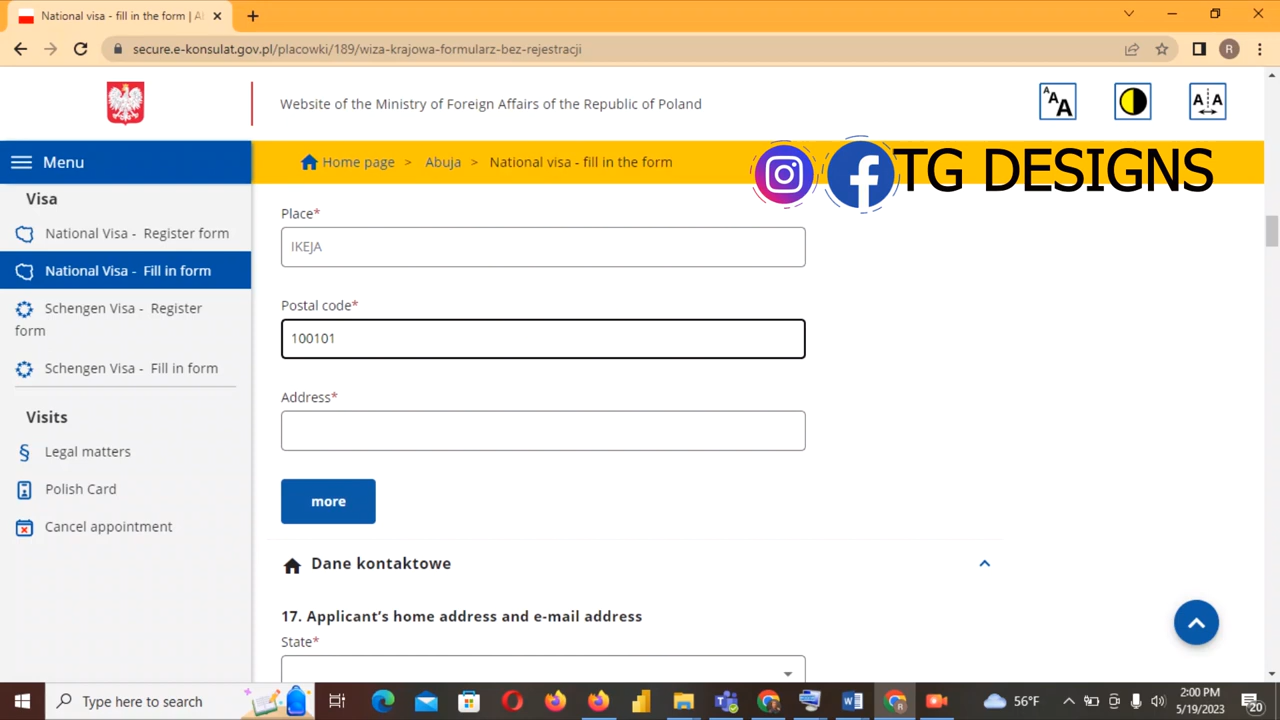 National visa - fill in the form | Al
secure.e-konsulat.gov.pl/placowki/189/wiza-krajowa-formularz-bez-rejestracji
R
Website of the Ministry of Foreign Affairs of the Republic of Poland
A A A
A A
Menu
Home page > Abuja > National visa - fill in the form
TG DESIGNS
Visa
National Visa - Register form
National Visa - Fill in form
Schengen Visa - Register form
Schengen Visa - Fill in form
Visits
Legal matters
Polish Card
Cancel appointment
Place*
IKEJA
Postal code*
100101
Address*
more
Dane kontaktowe
17. Applicant's home address and e-mail address
State*
Type here to search
56°F
2:00 PM
5/19/2023
20